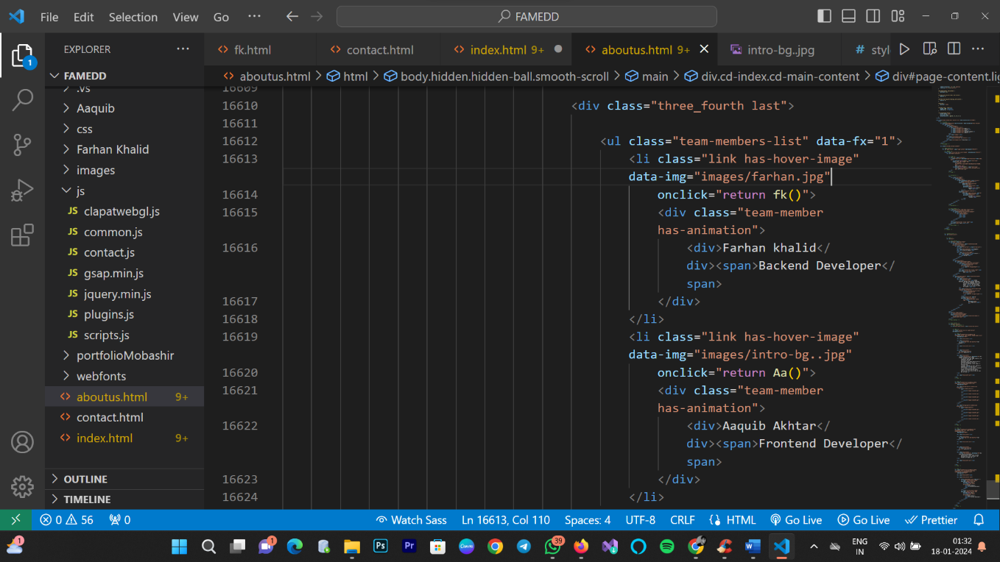 File Edit Selection View Go ··· FAMEDD
EXPLORER ···
<> fk.html <> contact.html <> index.html 9+ <> aboutus.html 9+ intro-bg..jpg # styl ···
FAMEDD
<> aboutus.html > html > body.hidden.hidden-ball.smooth-scroll > main > div.cd-index.cd-main-content > div#page-content.lig
.vs
Aaquib
css
Farhan Khalid
images
js
JS clapatwebgl.js
JS common.js
JS contact.js
JS gsap.min.js
JS jquery.min.js
JS plugins.js
JS scripts.js
portfolioMobashir
webfonts
<> aboutus.html 9+
<> contact.html
<> index.html 9+
OUTLINE
TIMELINE
1
16609
16610 <div class="three_fourth last">
16611
16612 <ul class="team-members-list" data-fx="1">
16613 <li class="link has-hover-image"
data-img="images/farhan.jpg"
16614 onclick="return fk()">
16615 <div class="team-member
has-animation">
16616 <div>Farhan khalid</
div><span>Backend Developer</
span>
16617 </div>
16618 </li>
16619 <li class="link has-hover-image"
data-img="images/intro-bg..jpg"
16620 onclick="return Aa()">
16621 <div class="team-member
has-animation">
16622 <div>Aaquib Akhtar</
div><span>Frontend Developer</
span>
16623 </div>
16624 </li>
0 56 0 Watch Sass Ln 16613, Col 110 Spaces: 4 UTF-8 CRLF HTML Go Live Go Live Prettier
1 1 Ps Pr Canva 39 W ENG
IN 01:32
18-01-2024